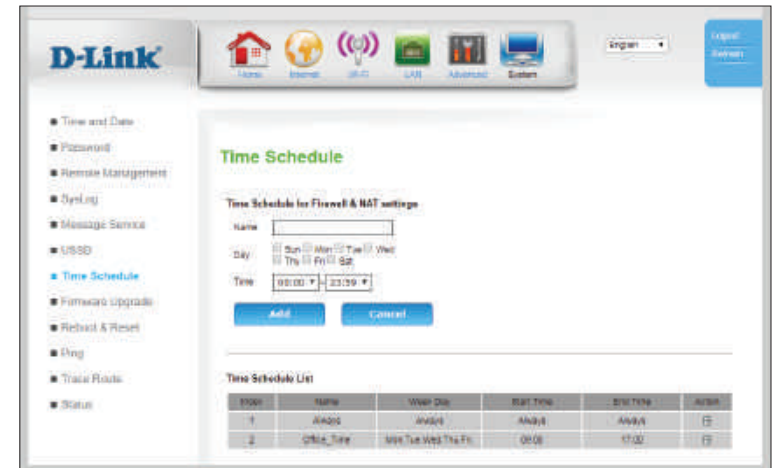 D-Link
Home Internet Wi-Fi LAN Advanced System
English
Logout
Refresh
Time and Date
Password
Remote Management
SysLog
Message Service
USSD
Time Schedule
Firmware Upgrade
Reboot & Reset
Ping
Trace Route
Status
Time Schedule
Time Schedule for Firewall & NAT settings
Name
Day Sun Mon Tue Wed
Thu Fri Sat
Time 00:00 - 23:59
Add Cancel
Time Schedule List
Index Name Week Day Start Time End Time Action
1 Always Always Always Always
2 Office_Time Mon Tue Wed Thu Fri 09:00 17:00